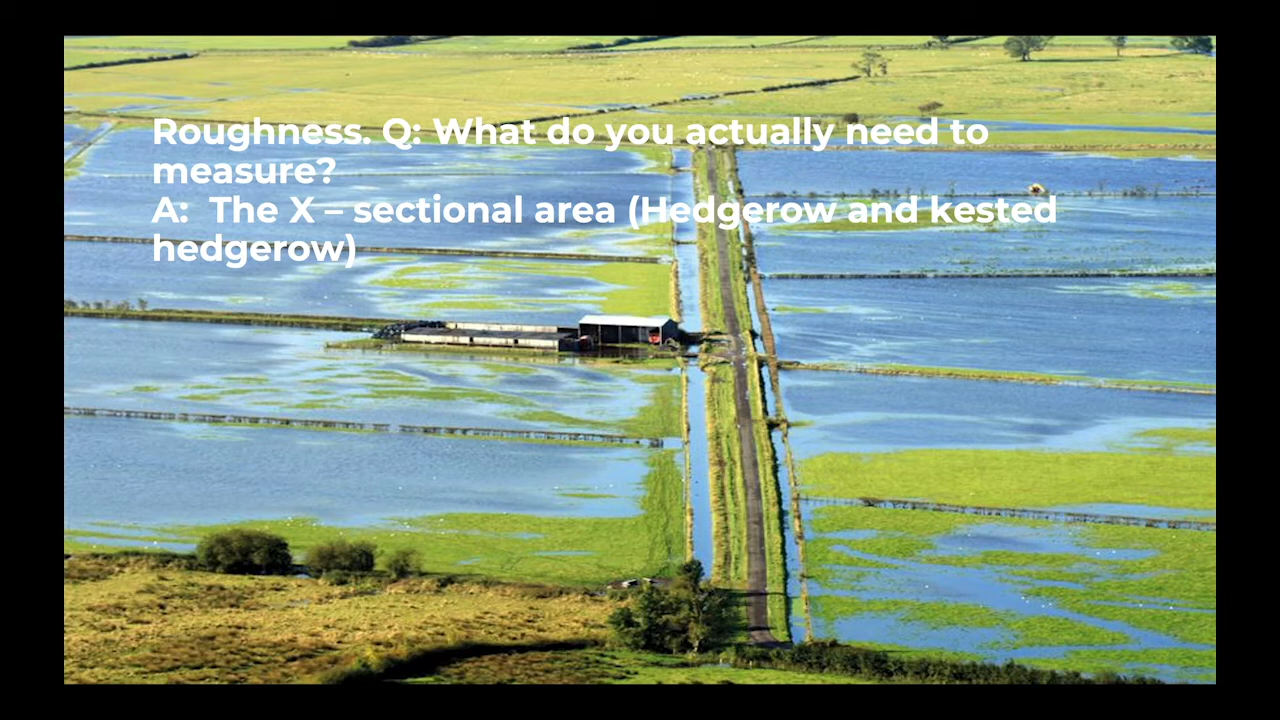 Roughness. Q: What do you actually need to
measure?
A:  The X – sectional area (Hedgerow and kested
hedgerow)